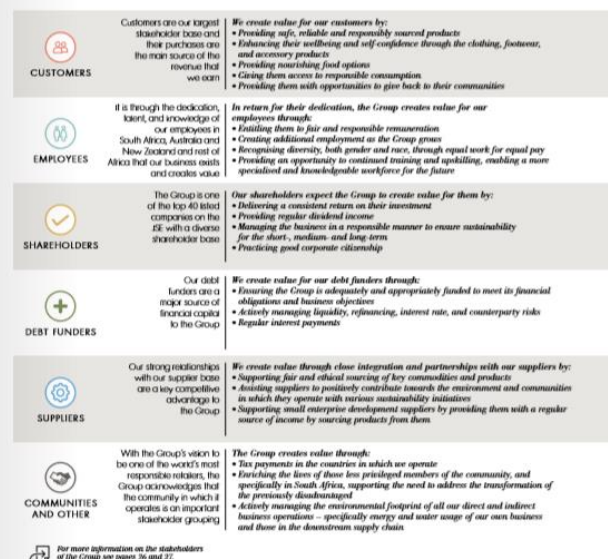 CUSTOMERS
Customers are our largest
stakeholder base and
their purchases are
the main source of the
revenue that
we earn
We create value for our customers by:
• Providing safe, reliable and responsibly sourced products
• Enhancing their wellbeing and self-confidence through the clothing, footwear,
and accessory products
• Providing nourishing food options
• Giving them access to responsible consumption
• Providing them with opportunities to give back to their communities
EMPLOYEES
It is through the dedication,
talent, and knowledge of
our employees in
South Africa, Australia and
New Zealand and rest of
Africa that our business exists
and creates value
In return for their dedication, the Group creates value for our
employees through:
• Entitling them to fair and responsible remuneration
• Creating additional employment as the Group grows
• Recognising diversity, both gender and race, through equal work for equal pay
• Providing an opportunity to continued training and upskilling, enabling a more
specialised and knowledgeable workforce for the future
SHAREHOLDERS
The Group is one
of the top 40 listed
companies on the
JSE with a diverse
shareholder base
Our shareholders expect the Group to create value for them by:
• Delivering a consistent return on their investment
• Providing regular dividend income
• Managing the business in a responsible manner to ensure sustainability
for the short-, medium- and long-term
• Practicing good corporate citizenship
DEBT FUNDERS
Our debt
funders are a
major source of
financial capital
to the Group
We create value for our debt funders through:
• Ensuring the Group is adequately and appropriately funded to meet its financial
obligations and business objectives
• Actively managing liquidity, refinancing, interest rate, and counterparty risks
• Regular interest payments
SUPPLIERS
Our strong relationships
with our supplier base
are a key competitive
advantage to
the Group
We create value through close integration and partnerships with our suppliers by:
• Supporting fair and ethical sourcing of key commodities and products
• Assisting suppliers to positively contribute towards the environment and communities
in which they operate with various sustainability initiatives
• Supporting small enterprise development suppliers by providing them with a regular
source of income by sourcing products from them
COMMUNITIES
AND OTHER
With the Group's vision to
be one of the world's most
responsible retailers, the
Group acknowledges that
the community in which it
operates is an important
stakeholder grouping
The Group creates value through:
• Tax payments in the countries in which we operate
• Enriching the lives of those less privileged members of the community, and
specifically in South Africa, supporting the need to address the transformation of
the previously disadvantaged
• Actively managing the environmental footprint of all our direct and indirect
business operations – specifically energy and water usage of our own business
and those in the downstream supply chain
For more information on the stakeholders
of the Group see pages 36 and 37.